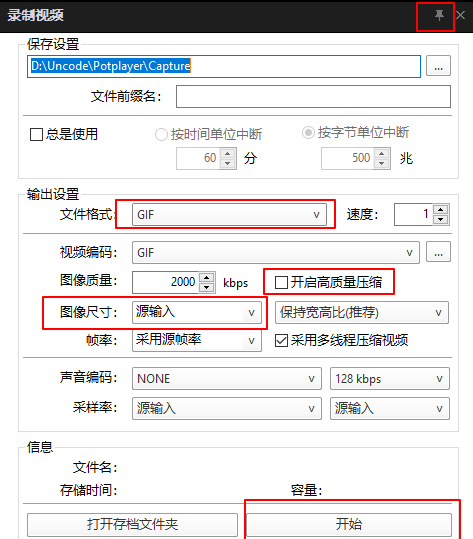 录制视频
保存设置
D:\Uncode\Potplayer\Capture ...
文件前缀名：
总是使用 按时间单位中断 按字节单位中断
60 分 500 兆
输出设置
文件格式: GIF 速度： 1
视频编码: GIF ...
图像质量: 2000 kbps 开启高质量压缩
图像尺寸: 源输入 保持宽高比(推荐)
帧率： 采用源帧率 采用多线程压缩视频
声音编码: NONE 128 kbps
采样率： 源输入 源输入
信息
文件名：
存储时间: 容量：
打开存档文件夹 开始